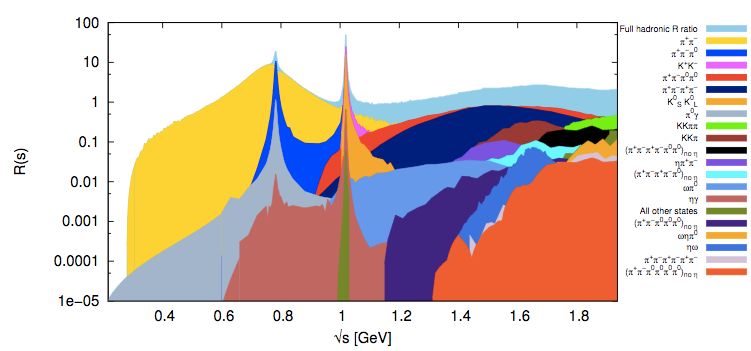 100
10
1
0.1
0.01
0.001
0.0001
1e-05
R(s)
0.4 0.6 0.8 1 1.2 1.4 1.6 1.8
√s [GeV]
Full hadronic R ratio
π⁺π⁻
π⁺π⁻π⁰
K⁺K⁻
π⁺π⁻π⁰π⁰
π⁺π⁻π⁺π⁻
K⁰S K⁰L
π⁰γ
KKππ
KKπ
(π⁺π⁻π⁺π⁻π⁰π⁰)no η
ηπ⁺π⁻
(π⁺π⁻π⁺π⁻π⁰)no η
ωπ⁰
ηγ
All other states
(π⁺π⁻π⁰π⁰π⁰)no η
ωηπ⁰
ηω
π⁺π⁻π⁺π⁻π⁺π⁻
(π⁺π⁻π⁰π⁰π⁰π⁰)no η